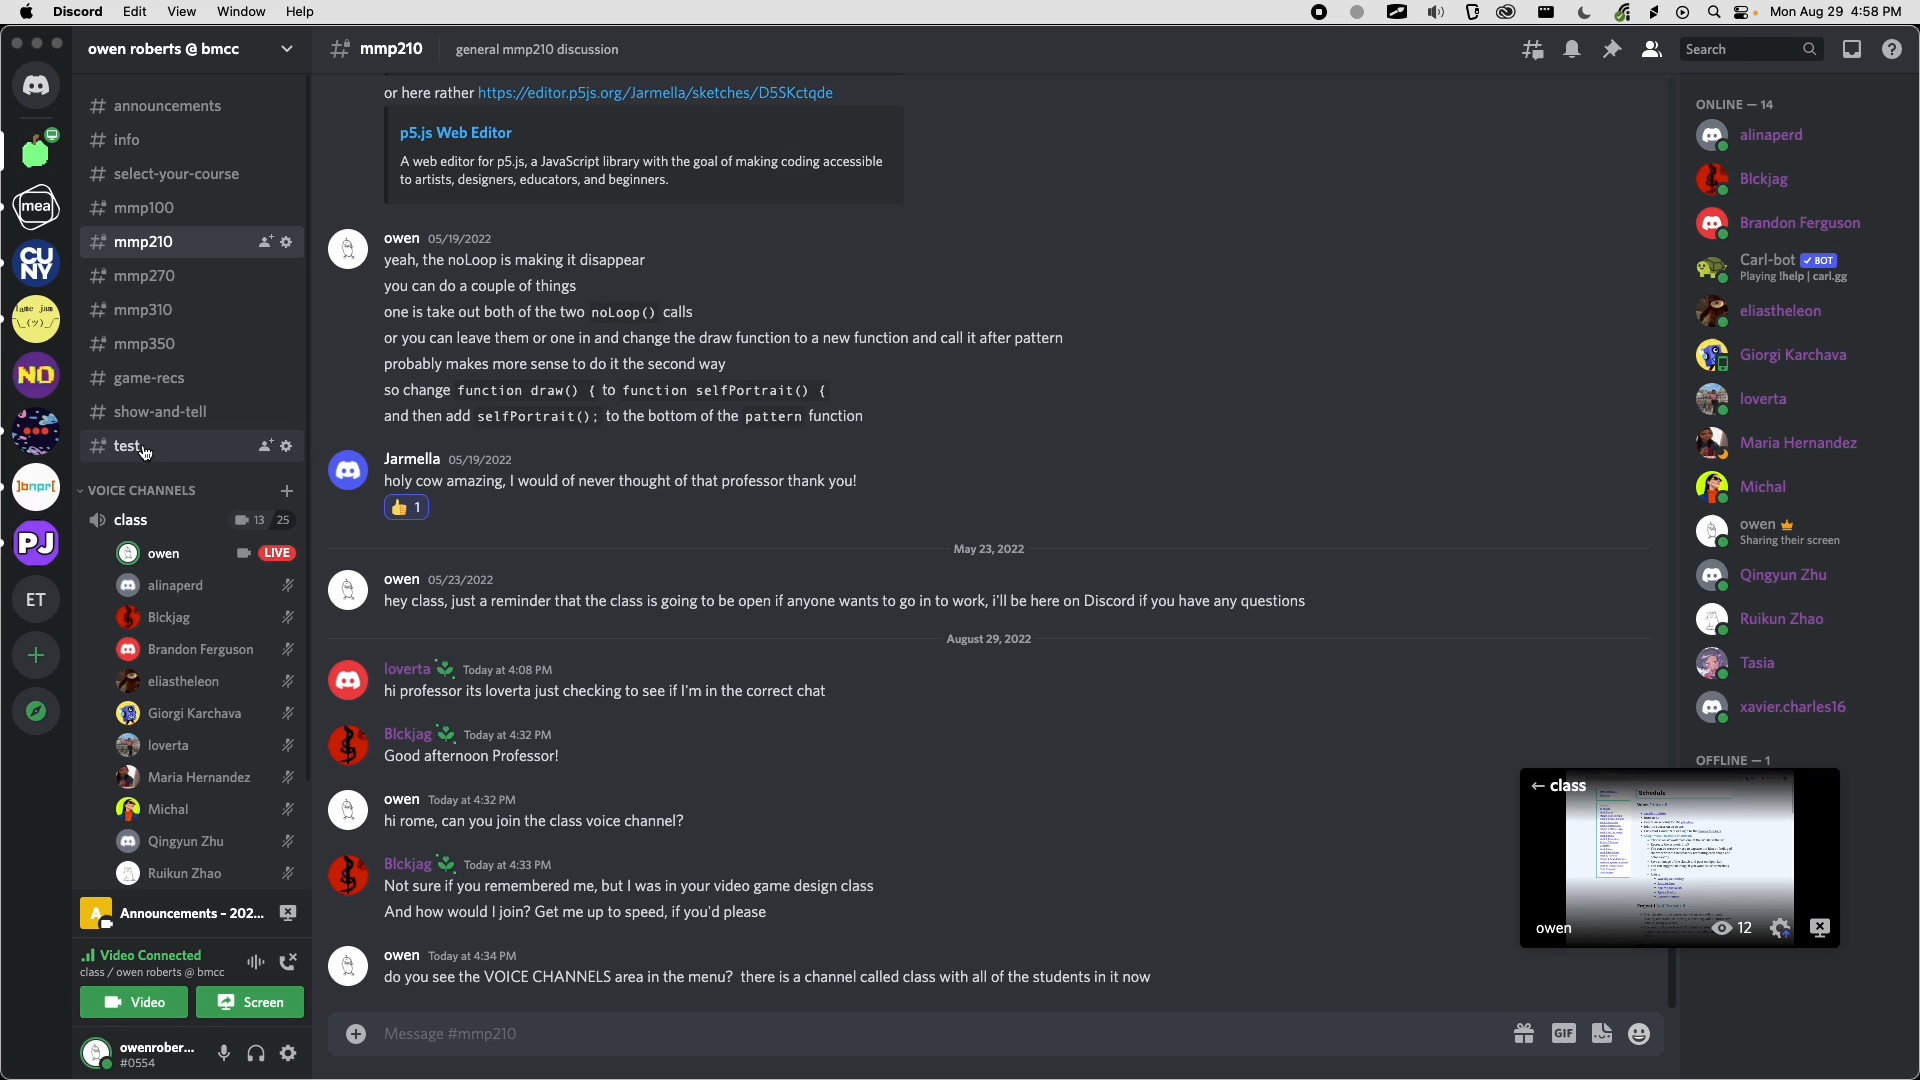 Discord Edit View Window Help
Mon Aug 29 4:58 PM
owen roberts @ bmcc
mmp210 general mmp210 discussion
Search
mea
CU
NY
lame jam
¯\_(ツ)_/¯
NO
]bnpr[
PJ
ET
announcements
info
select-your-course
mmp100
mmp210
mmp270
mmp310
mmp350
game-recs
show-and-tell
test
VOICE CHANNELS
class 13 25
owen LIVE
alinaperd
Blckjag
Brandon Ferguson
eliastheleon
Giorgi Karchava
loverta
Maria Hernandez
Michal
Qingyun Zhu
Ruikun Zhao
A Announcements - 202...
Video Connected
class / owen roberts @ bmcc
Video Screen
owenrober...
#0554
or here rather https://editor.p5js.org/Jarmella/sketches/D5SKctqde
p5.js Web Editor
A web editor for p5.js, a JavaScript library with the goal of making coding accessible
to artists, designers, educators, and beginners.
owen 05/19/2022
yeah, the noLoop is making it disappear
you can do a couple of things
one is take out both of the two noLoop() calls
or you can leave them or one in and change the draw function to a new function and call it after pattern
probably makes more sense to do it the second way
so change function draw() { to function selfPortrait() {
and then add selfPortrait(); to the bottom of the pattern function
Jarmella 05/19/2022
holy cow amazing, I would of never thought of that professor thank you!
👍 1
May 23, 2022
owen 05/23/2022
hey class, just a reminder that the class is going to be open if anyone wants to go in to work, i'll be here on Discord if you have any questions
August 29, 2022
loverta Today at 4:08 PM
hi professor its loverta just checking to see if I'm in the correct chat
Blckjag Today at 4:32 PM
Good afternoon Professor!
owen Today at 4:32 PM
hi rome, can you join the class voice channel?
Blckjag Today at 4:33 PM
Not sure if you remembered me, but I was in your video game design class
And how would I join? Get me up to speed, if you'd please
owen Today at 4:34 PM
do you see the VOICE CHANNELS area in the menu? there is a channel called class with all of the students in it now
Message #mmp210
GIF
ONLINE — 14
alinaperd
Blckjag
Brandon Ferguson
Carl-bot ✓ BOT
Playing !help | carl.gg
eliastheleon
Giorgi Karchava
loverta
Maria Hernandez
Michal
owen
Sharing their screen
Qingyun Zhu
Ruikun Zhao
Tasia
xavier.charles16
OFFLINE — 1
← class
Schedule
owen 12